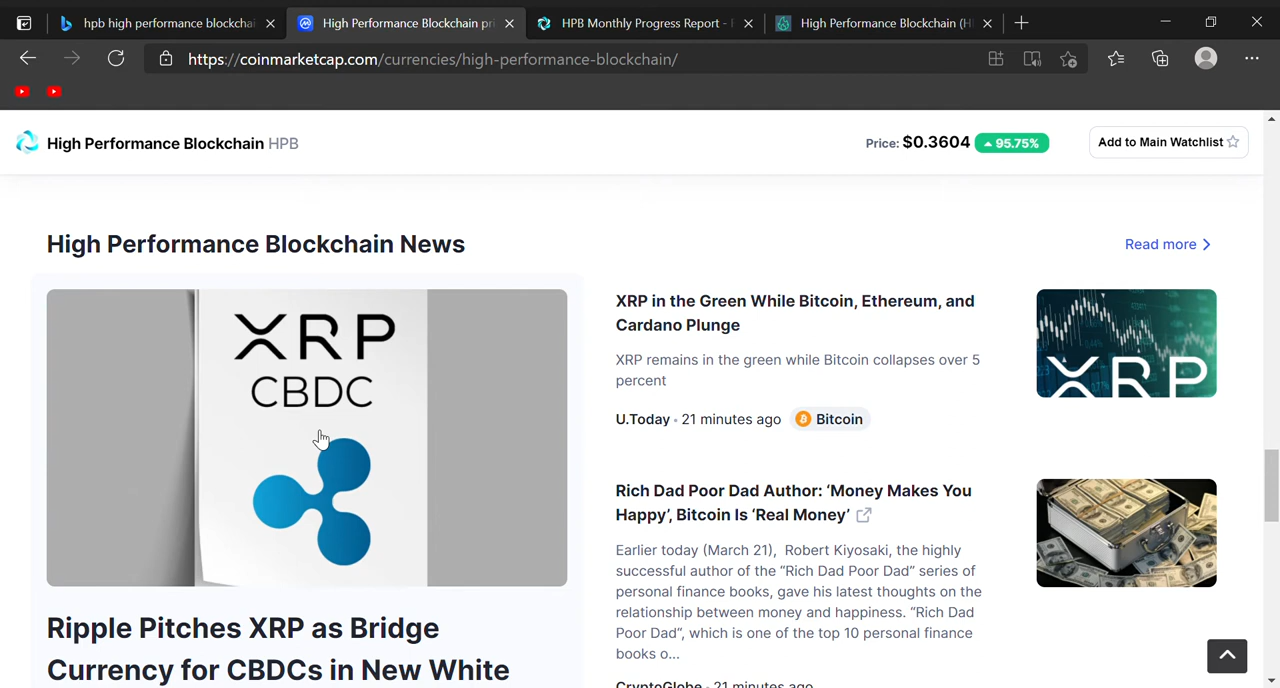 hpb high performance blockchai
High Performance Blockchain pri
HPB Monthly Progress Report - H
High Performance Blockchain (H
https://coinmarketcap.com/currencies/high-performance-blockchain/
High Performance Blockchain HPB
Price: $0.3604 95.75%
Add to Main Watchlist
High Performance Blockchain News
Read more
XRP
CBDC
Ripple Pitches XRP as Bridge
Currency for CBDCs in New White
XRP in the Green While Bitcoin, Ethereum, and
Cardano Plunge
XRP remains in the green while Bitcoin collapses over 5
percent
U.Today • 21 minutes ago Bitcoin
XRP
Rich Dad Poor Dad Author: ‘Money Makes You
Happy’, Bitcoin Is ‘Real Money’
Earlier today (March 21), Robert Kiyosaki, the highly
successful author of the “Rich Dad Poor Dad” series of
personal finance books, gave his latest thoughts on the
relationship between money and happiness. “Rich Dad
Poor Dad”, which is one of the top 10 personal finance
books o...
CryptoGlobe • 21 minutes ago